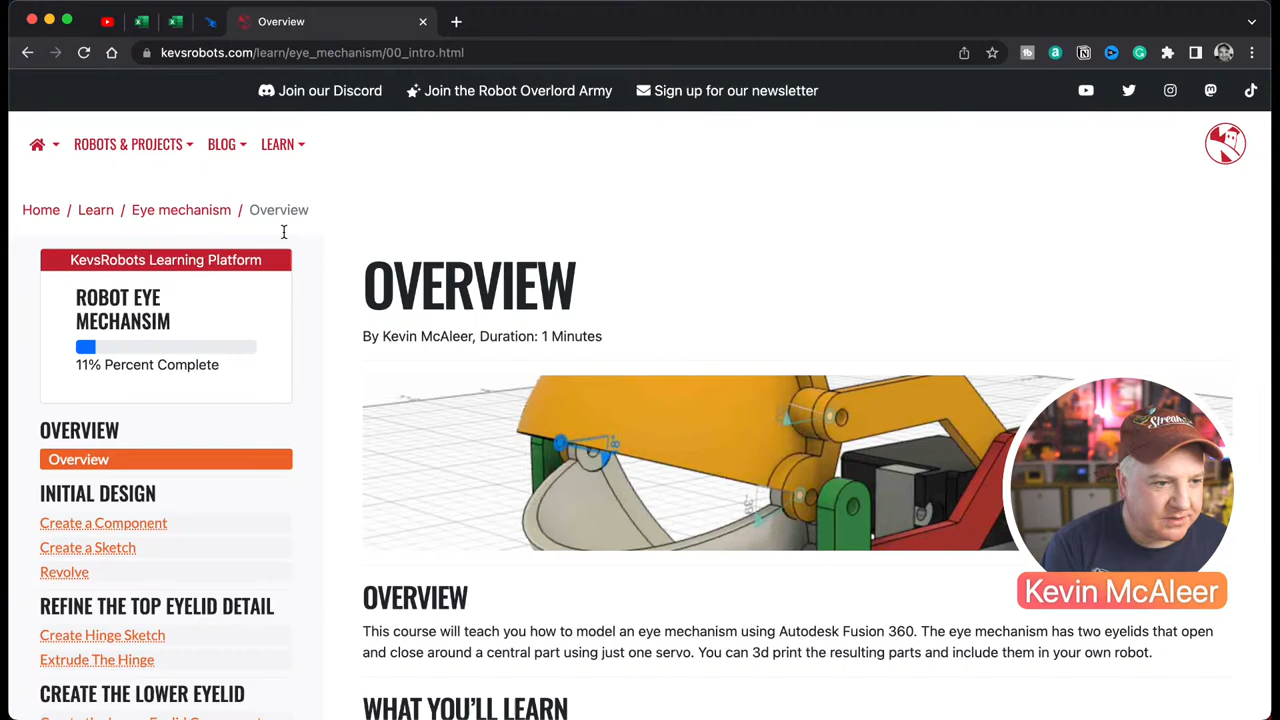 Overview
kevsrobots.com/learn/eye_mechanism/00_intro.html
Join our Discord
Join the Robot Overlord Army
Sign up for our newsletter
ROBOTS & PROJECTS
BLOG
LEARN
Home / Learn / Eye mechanism / Overview
KevsRobots Learning Platform
ROBOT EYE
MECHANSIM
11% Percent Complete
OVERVIEW
Overview
INITIAL DESIGN
Create a Component
Create a Sketch
Revolve
REFINE THE TOP EYELID DETAIL
Create Hinge Sketch
Extrude The Hinge
CREATE THE LOWER EYELID
OVERVIEW
By Kevin McAleer, Duration: 1 Minutes
Kevin McAleer
OVERVIEW
This course will teach you how to model an eye mechanism using Autodesk Fusion 360. The eye mechanism has two eyelids that open
and close around a central part using just one servo. You can 3d print the resulting parts and include them in your own robot.
WHAT YOU'LL LEARN